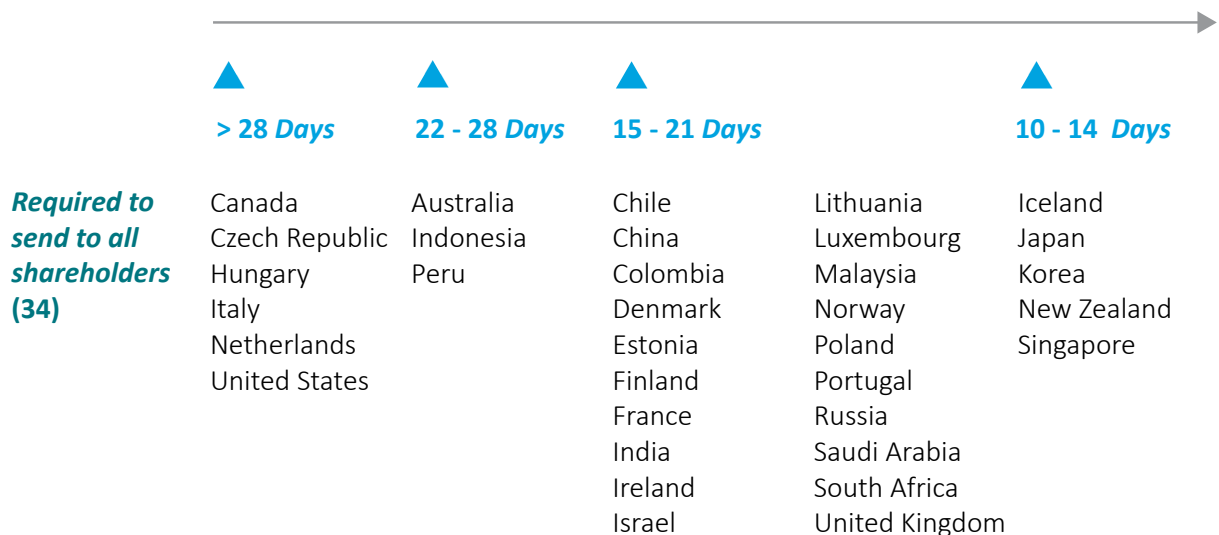 > 28 Days
22 - 28 Days
15 - 21 Days
10 - 14 Days
Required to
send to all
shareholders
(34)
Canada
Czech Republic
Hungary
Italy
Netherlands
United States
Australia
Indonesia
Peru
Chile
China
Colombia
Denmark
Estonia
Finland
France
India
Ireland
Israel
Lithuania
Luxembourg
Malaysia
Norway
Poland
Portugal
Russia
Saudi Arabia
South Africa
United Kingdom
Iceland
Japan
Korea
New Zealand
Singapore